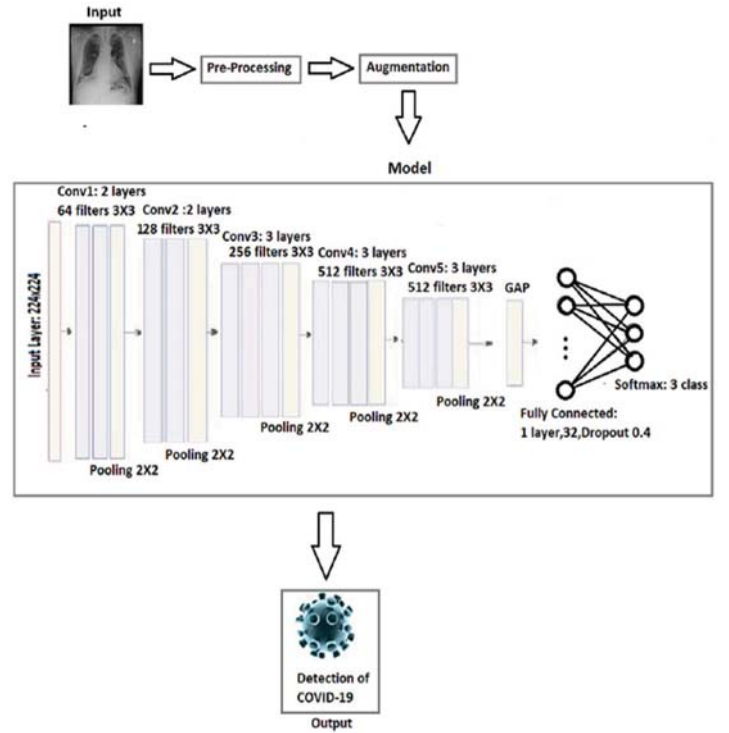 Input
Pre-Processing
Augmentation
Model
Conv1: 2 layers
64 filters 3X3
Conv2 :2 layers
128 filters 3X3
Conv3: 3 layers
256 filters 3X3
Conv4: 3 layers
512 filters 3X3
Conv5: 3 layers
512 filters 3X3
GAP
Input Layer: 224x224
Softmax: 3 class
Pooling 2X2
Pooling 2X2
Pooling 2X2
Pooling 2X2
Pooling 2X2
Fully Connected:
1 layer,32,Dropout 0.4
Detection of
COVID-19
Output